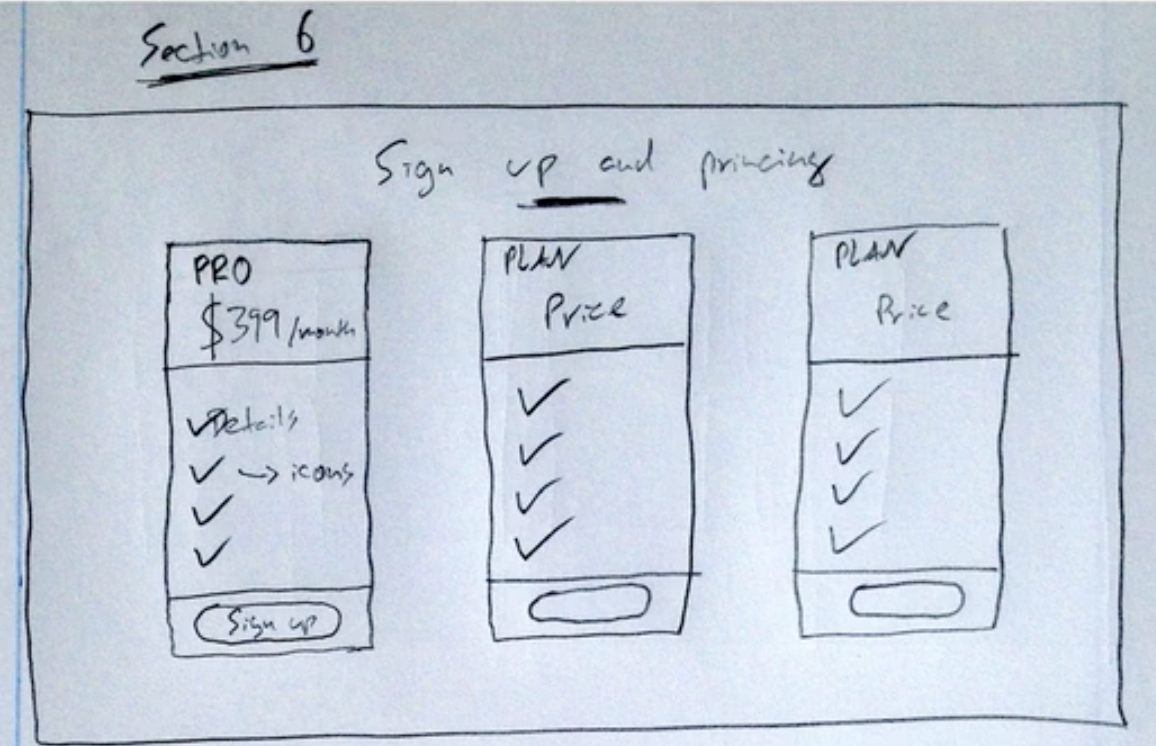 Section 6
Sign up and princing
PRO
$399/month
Details
icons
Sign up
PLAN
Price
PLAN
Price